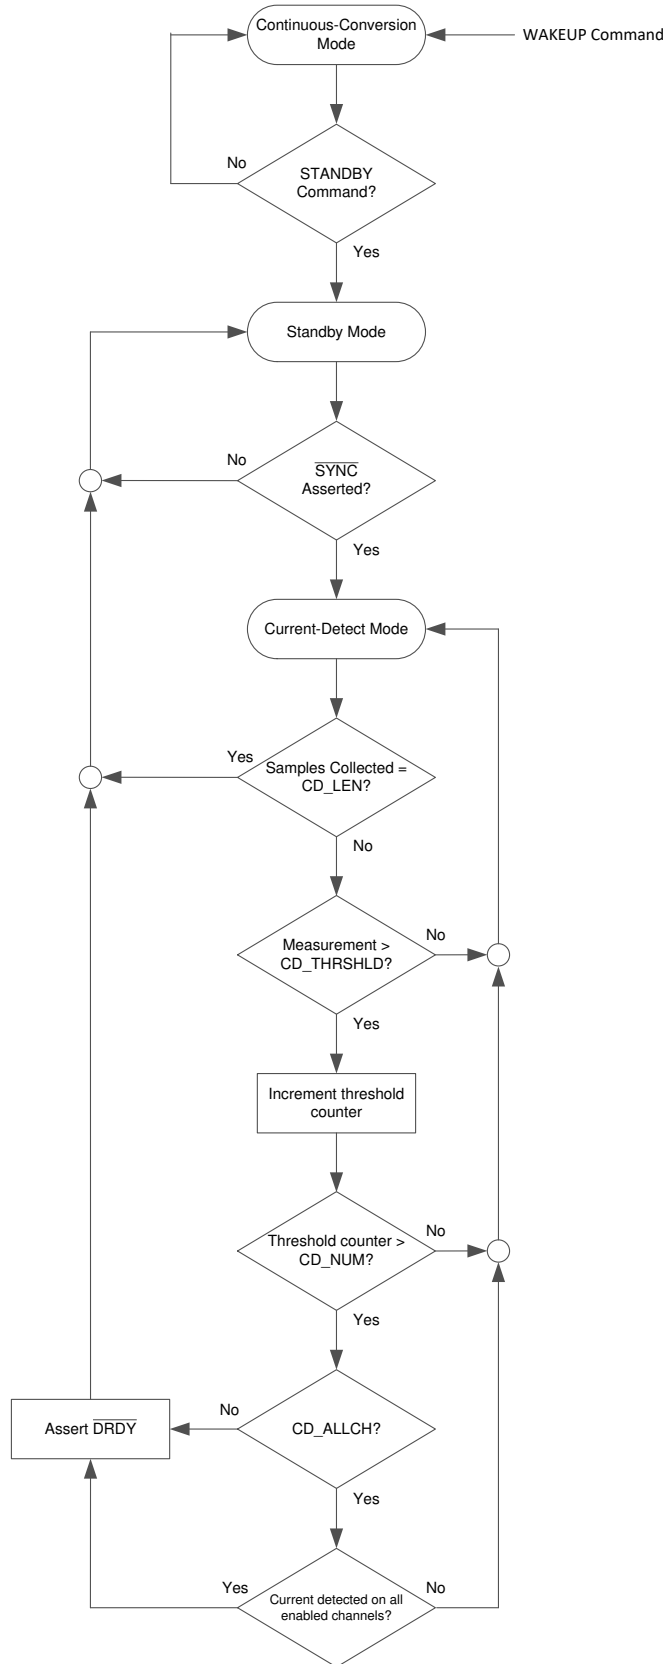 Continuous-Conversion
Mode
WAKEUP Command
No
STANDBY
Command?
Yes
Standby Mode
No
SYNC
Asserted?
Yes
Current-Detect Mode
Yes
Samples Collected =
CD_LEN?
No
Measurement >
CD_THRSHLD?
No
Yes
Increment threshold
counter
Threshold counter >
CD_NUM?
No
Yes
Assert DRDY
No
CD_ALLCH?
Yes
Yes
Current detected on all
enabled channels?
No